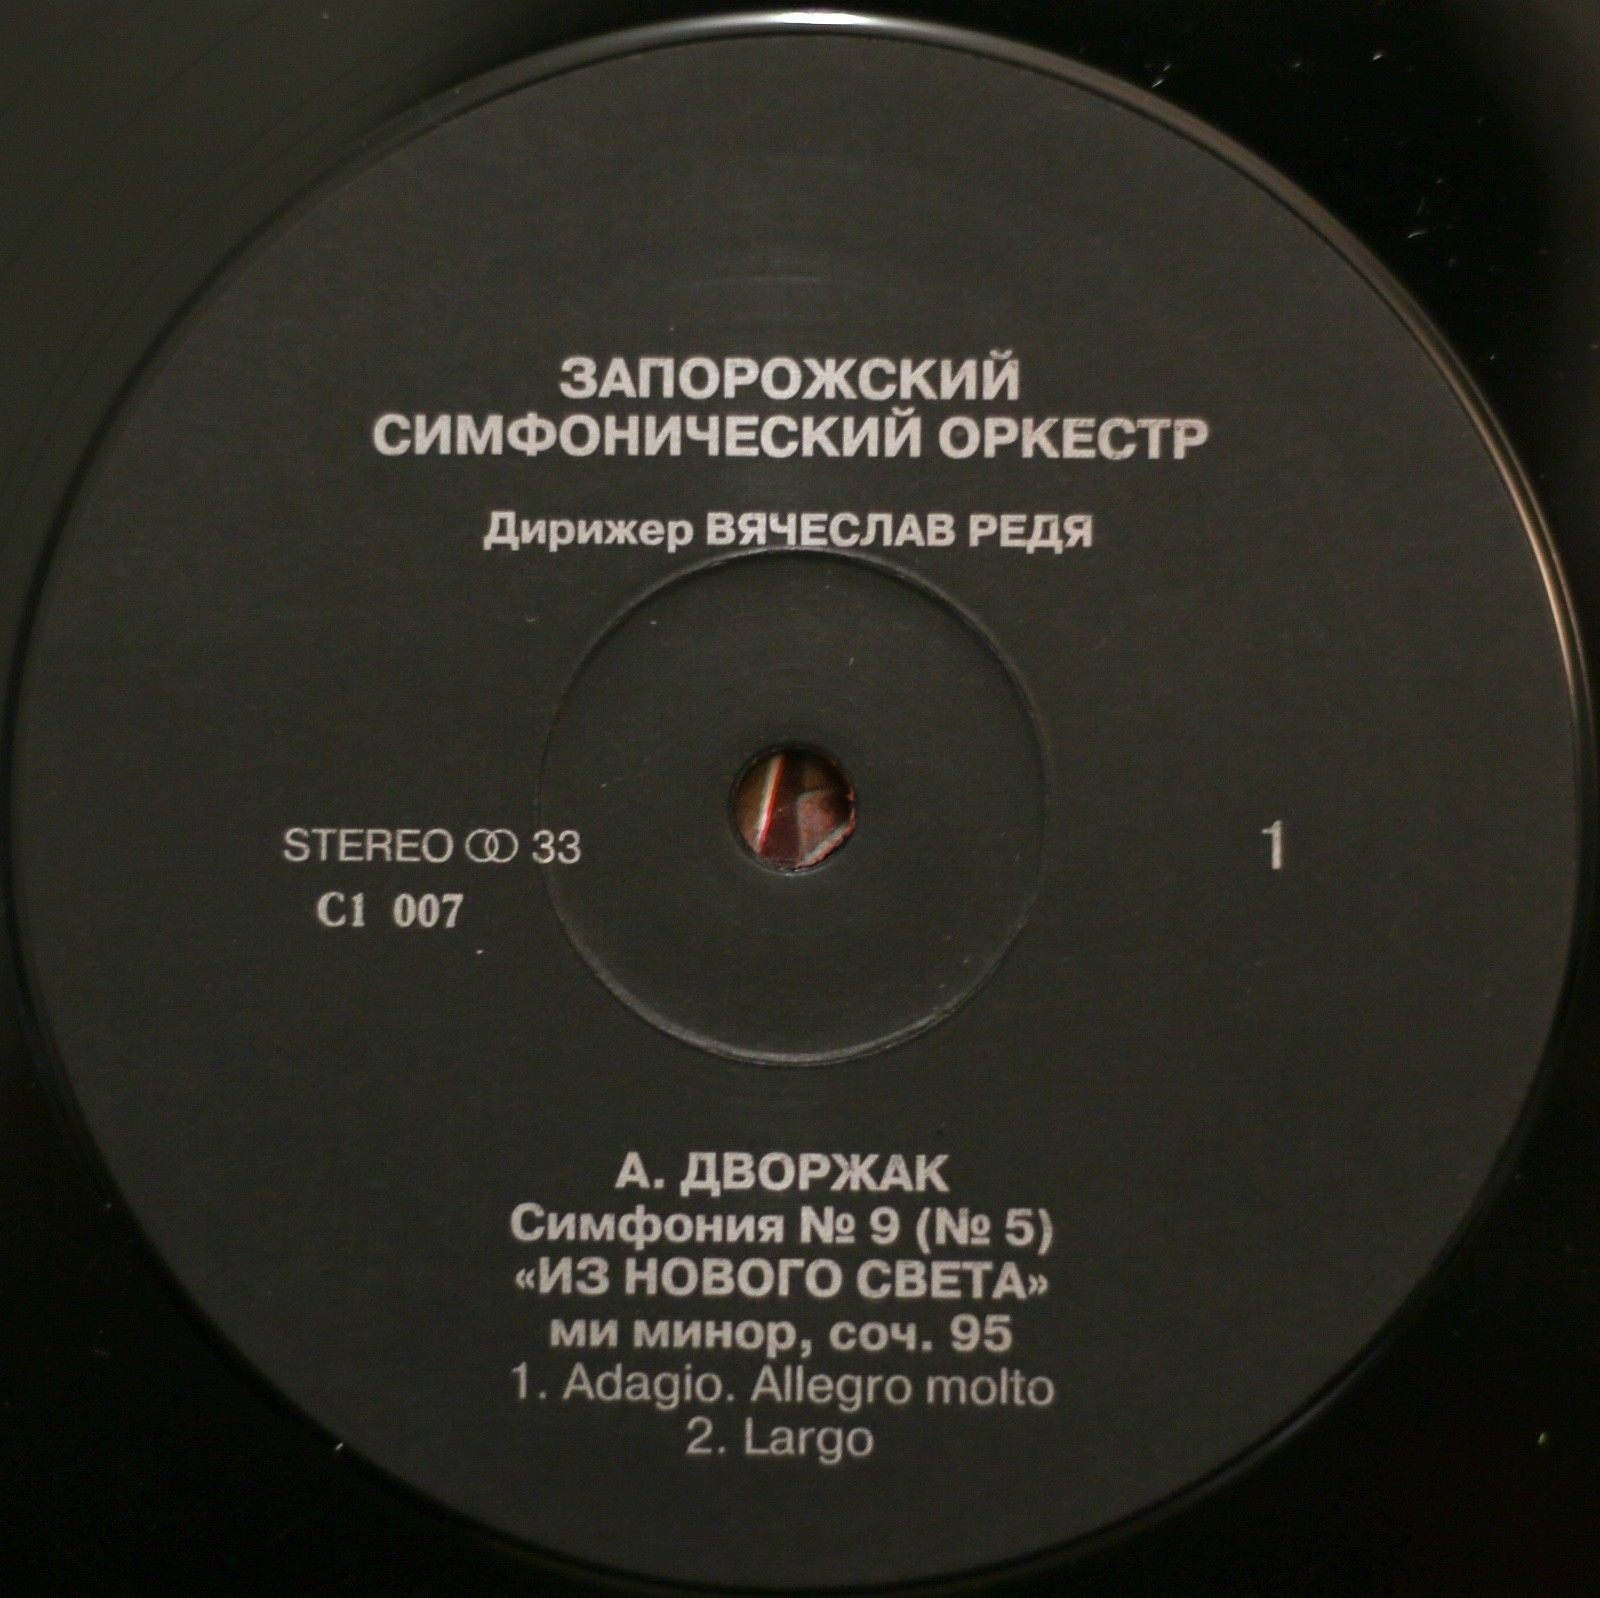 ЗАПОРОЖСКИЙ
СИМФОНИЧЕСКИЙ ОРКЕСТР
Дирижер ВЯЧЕСЛАВ РЕДЯ
STEREO ꝏ 33
1
С1 007
А. ДВОРЖАК
Симфония № 9 (№ 5)
«ИЗ НОВОГО СВЕТА»
ми минор, соч. 95
1. Adagio. Allegro molto
2. Largo